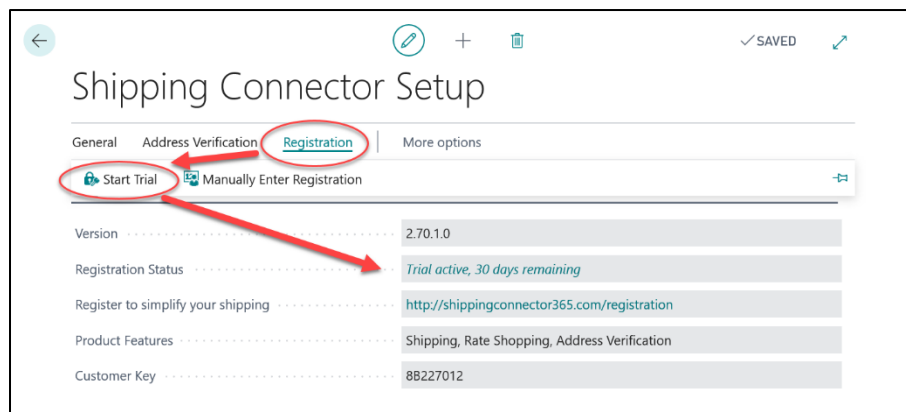 SAVED
Shipping Connector Setup
General Address Verification Registration More options
Start Trial Manually Enter Registration
Version 2.70.1.0
Registration Status Trial active, 30 days remaining
Register to simplify your shipping http://shippingconnector365.com/registration
Product Features Shipping, Rate Shopping, Address Verification
Customer Key 8B227012